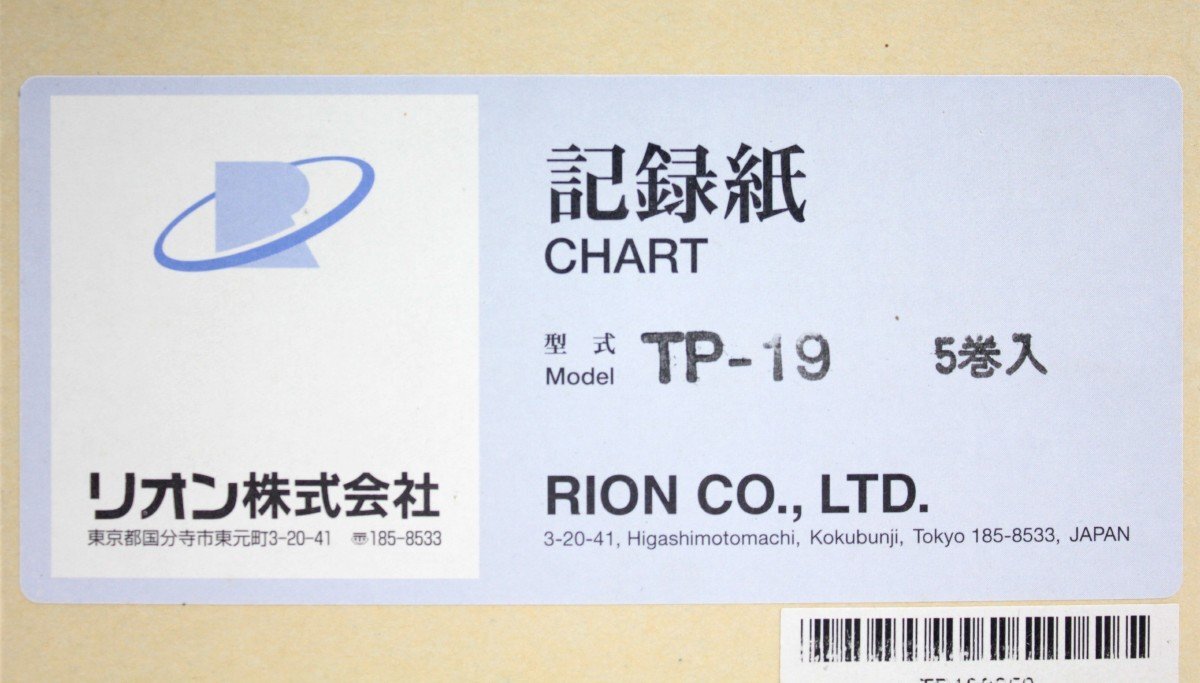 R
記録紙
CHART
型式 TP-19 5巻入
Model
リオン株式会社
東京都国分寺市東元町3-20-41 〠185-8533
RION CO., LTD.
3-20-41, Higashimotomachi, Kokubunji, Tokyo 185-8533, JAPAN